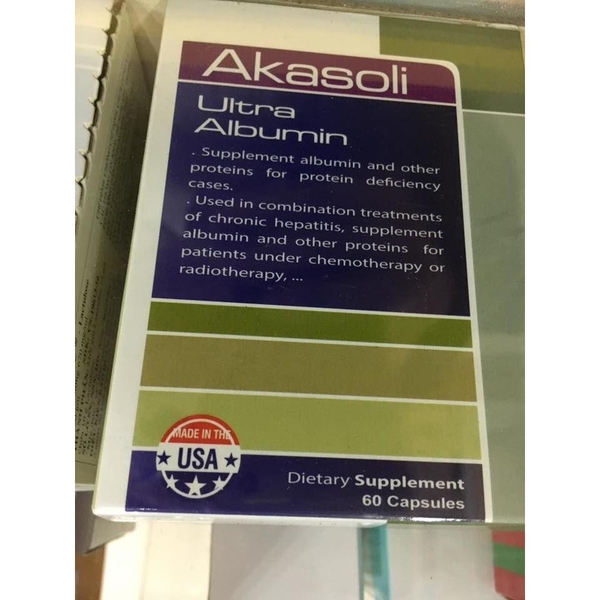 Akasoli
Ultra
Albumin
. Supplement albumin and other
proteins for protein deficiency
cases.
. Used in combination treatments
of chronic hepatitis, supplement
albumin and other proteins for
patients under chemotherapy or
radiotherapy, ...
MADE IN THE
USA
Dietary Supplement
60 Capsules